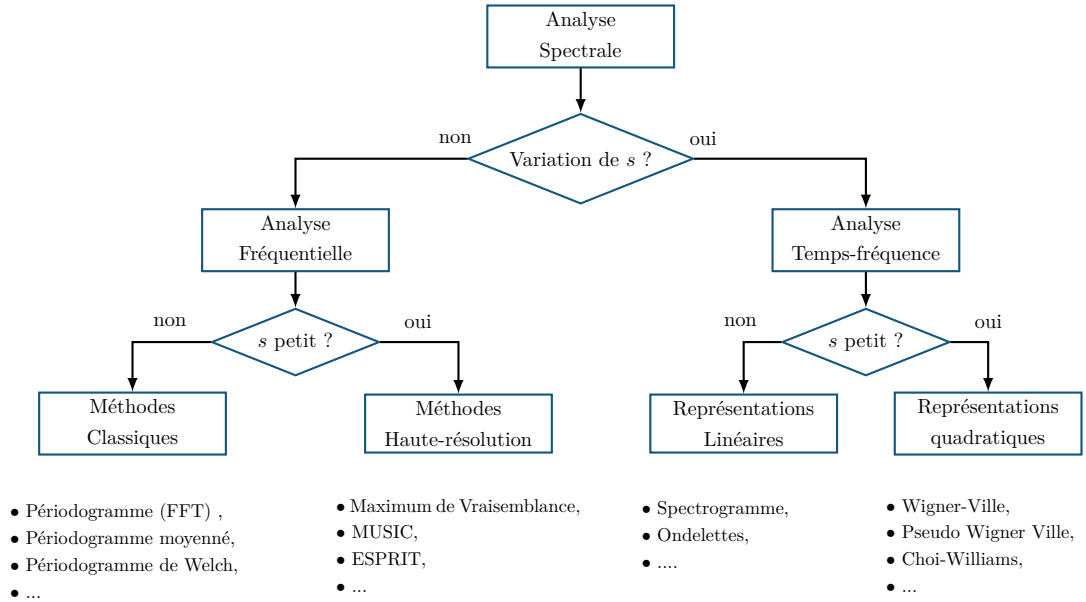 Analyse
Spectrale
non
oui
Variation de s ?
Analyse
Fréquentielle
Analyse
Temps-fréquence
non
oui
s petit ?
non
oui
s petit ?
Méthodes
Classiques
Méthodes
Haute-résolution
Représentations
Linéaires
Représentations
quadratiques
• Périodogramme (FFT) ,
• Périodogramme moyenné,
• Périodogramme de Welch,
• ...
• Maximum de Vraisemblance,
• MUSIC,
• ESPRIT,
• ...
• Spectrogramme,
• Ondelettes,
• ....
• Wigner-Ville,
• Pseudo Wigner Ville,
• Choi-Williams,
• ...